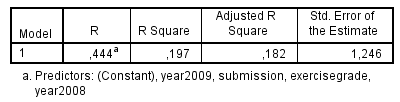 Model R R Square Adjusted R Square Std. Error of the Estimate
1 ,444a ,197 ,182 1,246
a. Predictors: (Constant), year2009, submission, exercisegrade,
year2008